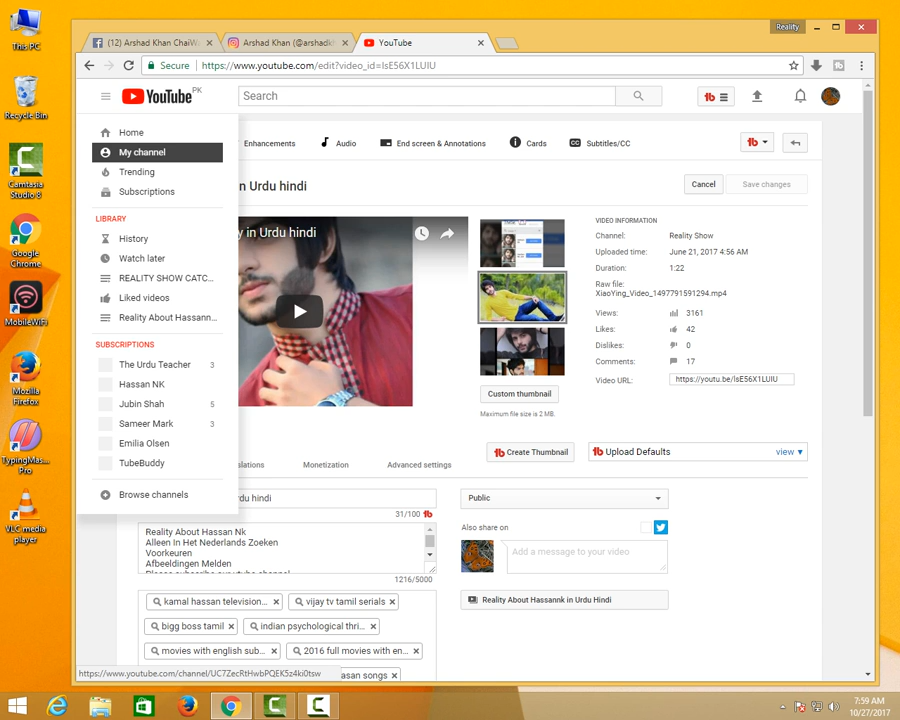 This PC
Recycle Bin
Camtasia Studio 8
Google Chrome
MobileWiFi
Mozilla Firefox
TypingMas... Pro
VLC media player
Reality
(12) Arshad Khan ChaiW
Arshad Khan (@arshadkh
YouTube
Secure
https://www.youtube.com/edit?video_id=IsE56X1LUIU
YouTube PK
Search
Home
My channel
Trending
Subscriptions
LIBRARY
History
Watch later
REALITY SHOW CATC...
Liked videos
Reality About Hassann...
SUBSCRIPTIONS
The Urdu Teacher 3
Hassan NK
Jubin Shah 5
Sameer Mark 3
Emilia Olsen
TubeBuddy
Browse channels
Enhancements
Audio
End screen & Annotations
Cards
Subtitles/CC
n Urdu hindi
Cancel
Save changes
y in Urdu hindi
VIDEO INFORMATION
Channel: Reality Show
Uploaded time: June 21, 2017 4:56 AM
Duration: 1:22
Raw file:
XiaoYing_Video_1497791591294.mp4
Views: 3161
Likes: 42
Dislikes: 0
Comments: 17
Video URL: https://youtu.be/IsE56X1LUIU
Custom thumbnail
Maximum file size is 2 MB.
Create Thumbnail
Upload Defaults
view ▾
slations
Monetization
Advanced settings
rdu hindi
31/100
Public
Also share on
Add a message to your video
Reality About Hassan Nk
Alleen In Het Nederlands Zoeken
Voorkeuren
Afbeeldingen Melden
1216/5000
Reality About Hassannk in Urdu Hindi
kamal hassan television... ×
vijay tv tamil serials ×
bigg boss tamil ×
indian psychological thri... ×
movies with english sub... ×
2016 full movies with en... ×
asan songs ×
https://www.youtube.com/channel/UC7ZecRtHwbPQEK5z4ki0tsw
7:59 AM
10/27/2017